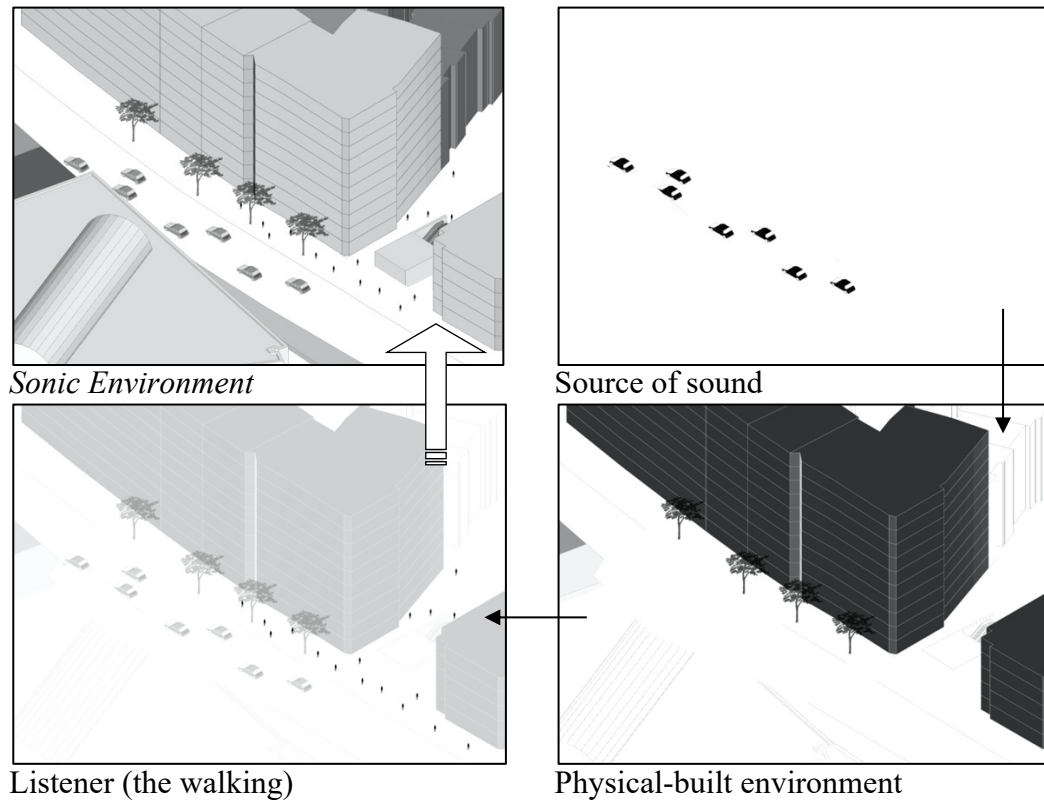 Sonic Environment
Source of sound
Listener (the walking)
Physical-built environment